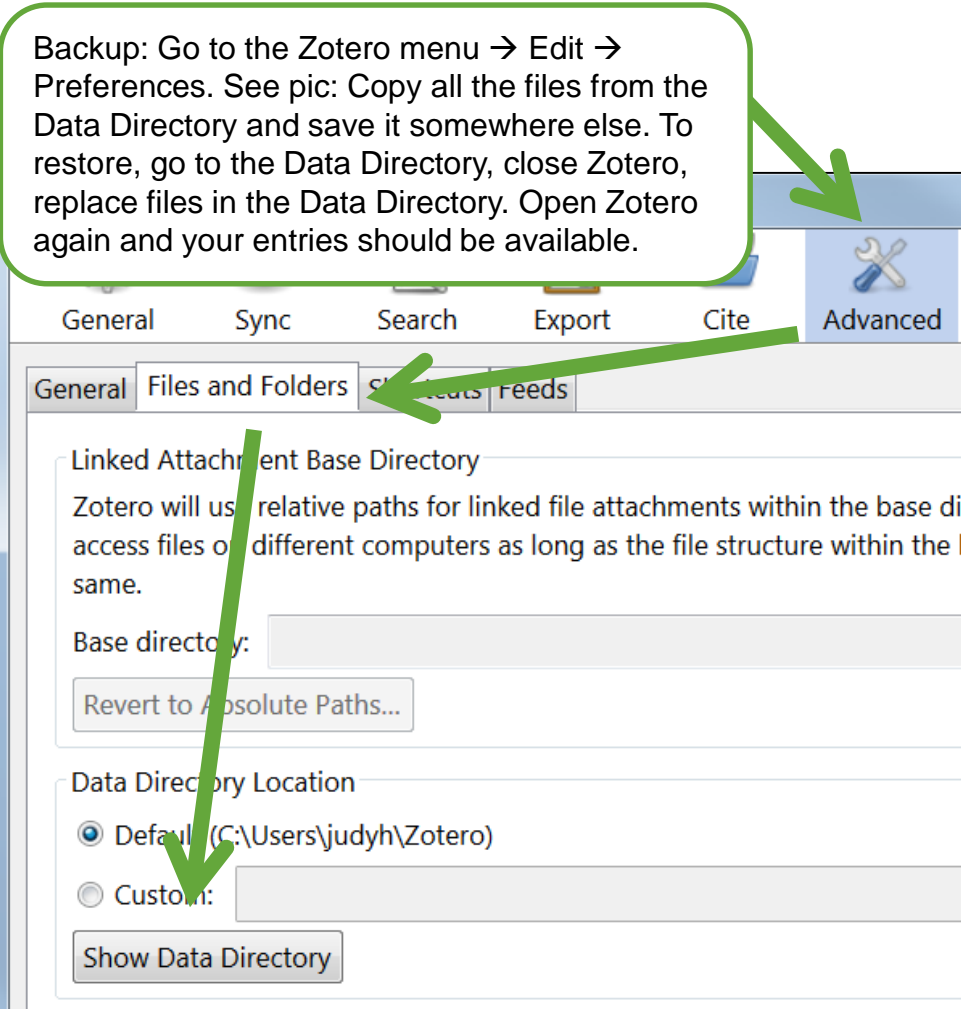 Backup: Go to the Zotero menu → Edit →
Preferences. See pic: Copy all the files from the
Data Directory and save it somewhere else. To
restore, go to the Data Directory, close Zotero,
replace files in the Data Directory. Open Zotero
again and your entries should be available.
General Sync Search Export Cite Advanced
General Files and Folders Shortcuts Feeds
Linked Attachment Base Directory
Zotero will use relative paths for linked file attachments within the base di
access files on different computers as long as the file structure within the
same.
Base directory:
Revert to Absolute Paths...
Data Directory Location
Default (C:\Users\judyh\Zotero)
Custom:
Show Data Directory